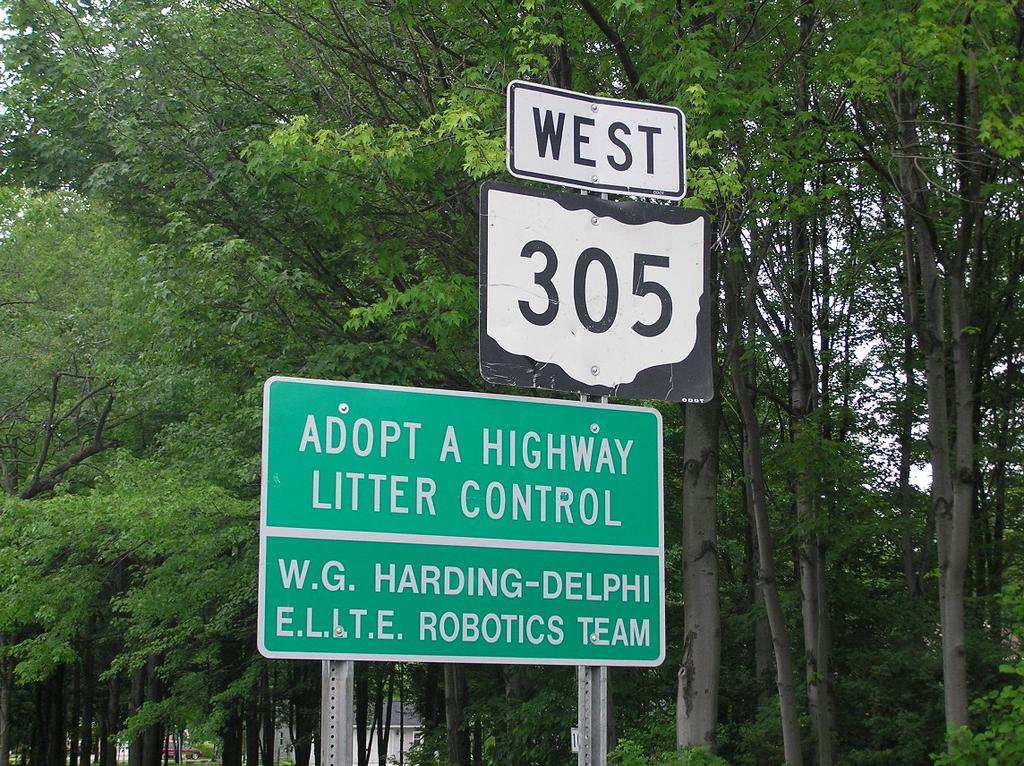 WEST
305
ADOPT A HIGHWAY
LITTER CONTROL
W.G. HARDING-DELPHI
E.L.I.T.E. ROBOTICS TEAM